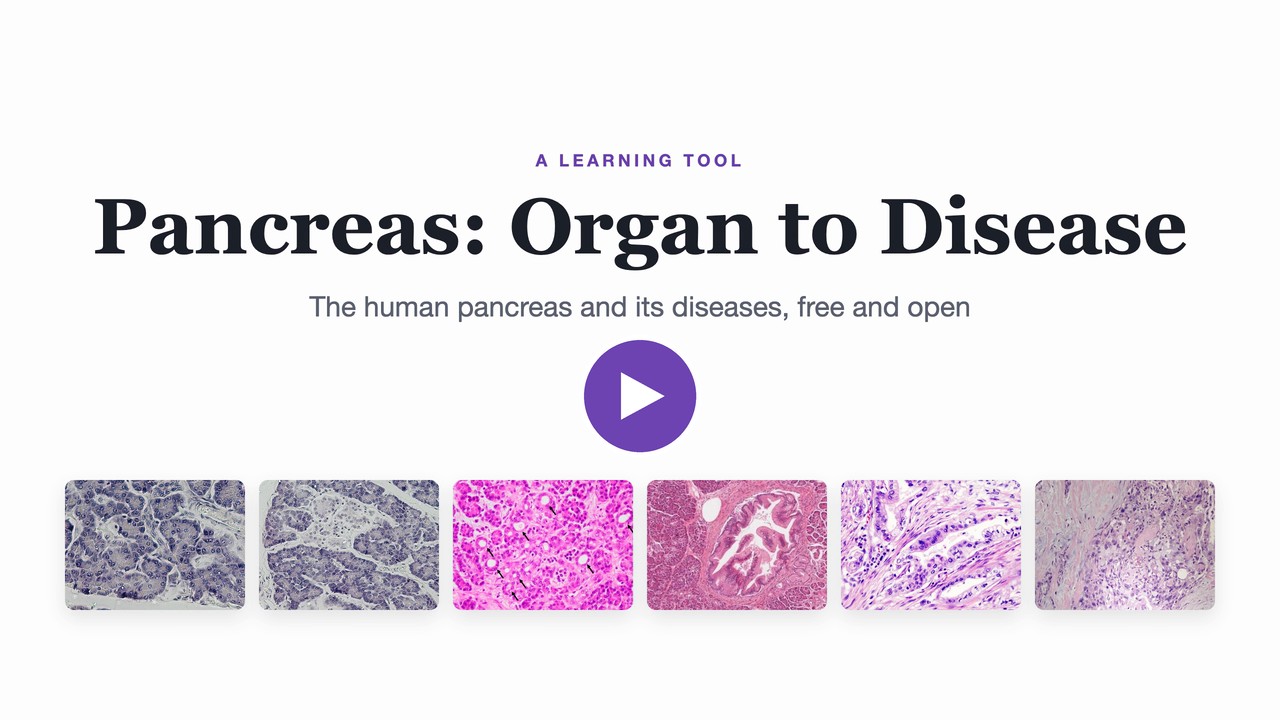 A LEARNING TOOL
Pancreas: Organ to Disease
The human pancreas and its diseases, free and open